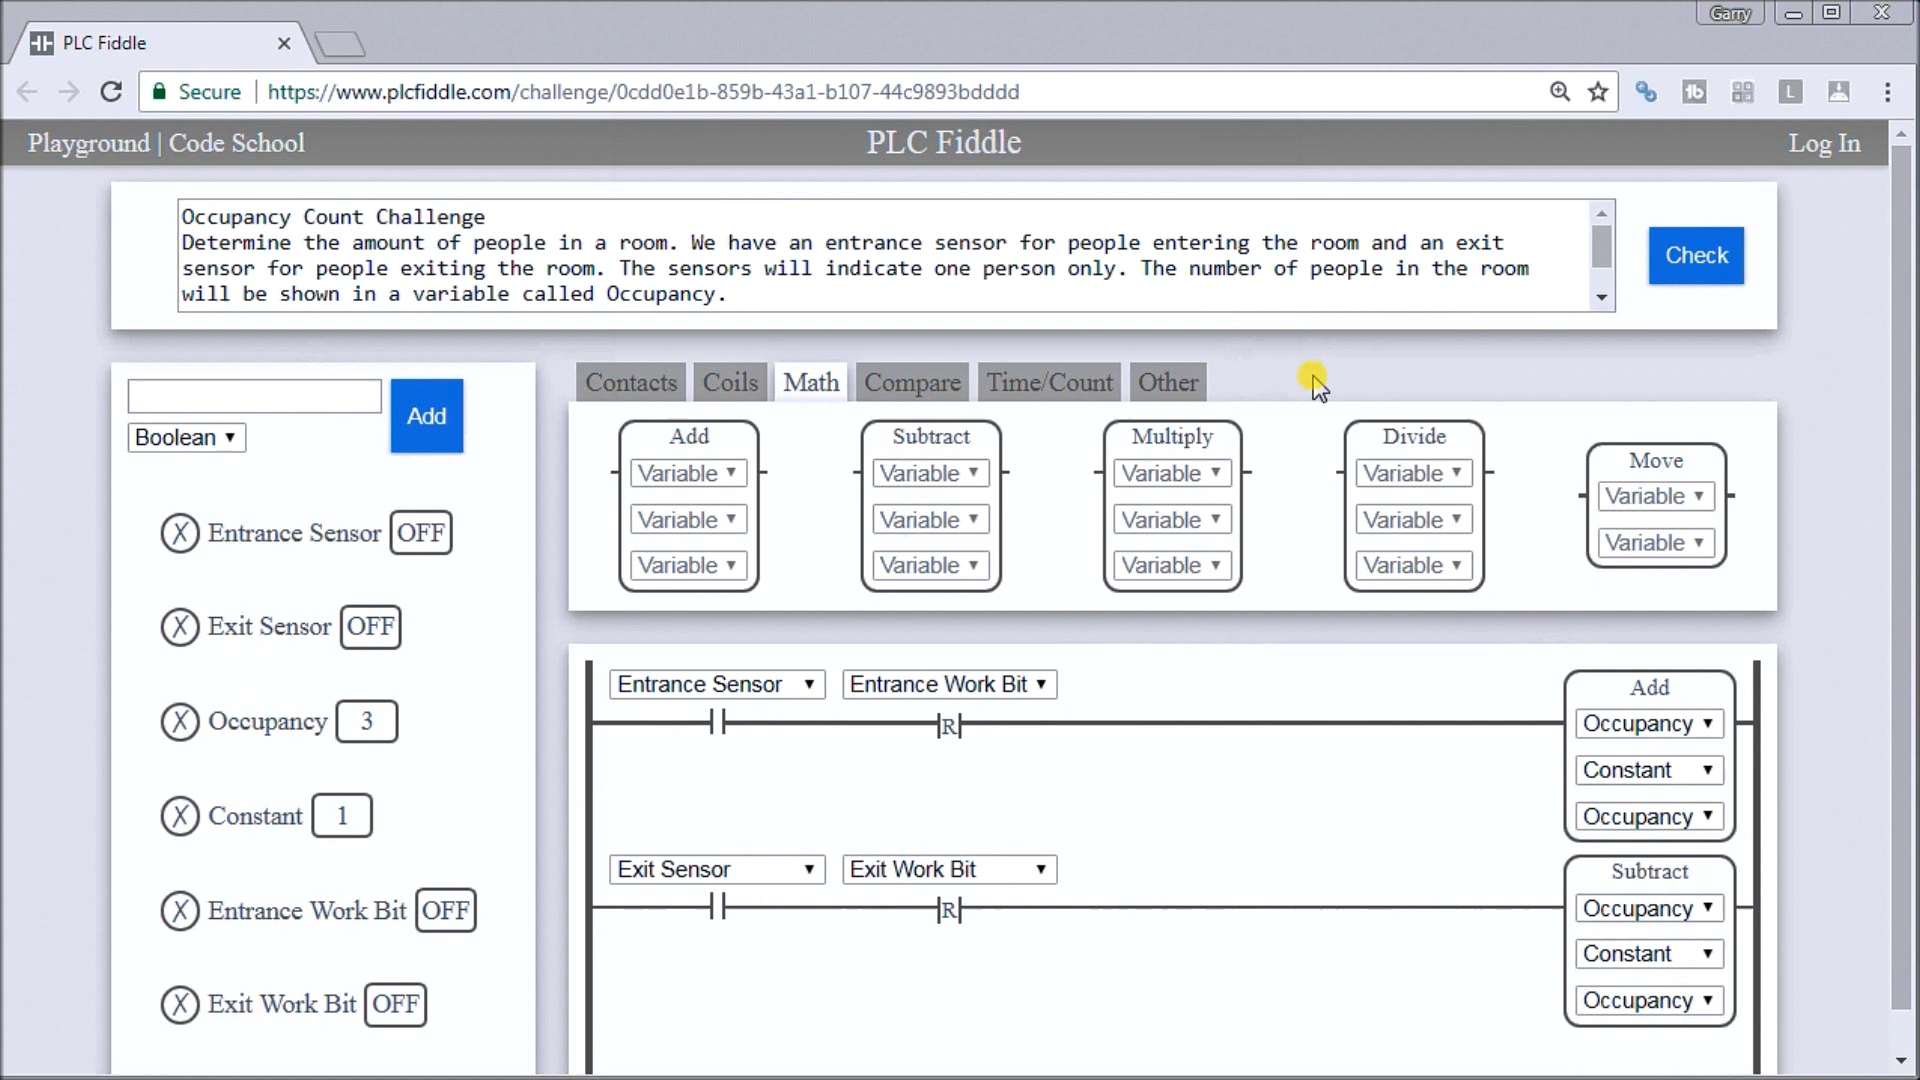 Garry
PLC Fiddle
Secure https://www.plcfiddle.com/challenge/0cdd0e1b-859b-43a1-b107-44c9893bdddd
Playground | Code School
PLC Fiddle
Log In
Occupancy Count Challenge
Determine the amount of people in a room. We have an entrance sensor for people entering the room and an exit
sensor for people exiting the room. The sensors will indicate one person only. The number of people in the room
will be shown in a variable called Occupancy.
Check
Add
Boolean
Entrance Sensor OFF
Exit Sensor OFF
Occupancy 3
Constant 1
Entrance Work Bit OFF
Exit Work Bit OFF
Contacts Coils Math Compare Time/Count Other
Add
Variable
Variable
Variable
Subtract
Variable
Variable
Variable
Multiply
Variable
Variable
Variable
Divide
Variable
Variable
Variable
Move
Variable
Variable
Entrance Sensor
Entrance Work Bit
R
Add
Occupancy
Constant
Occupancy
Exit Sensor
Exit Work Bit
R
Subtract
Occupancy
Constant
Occupancy